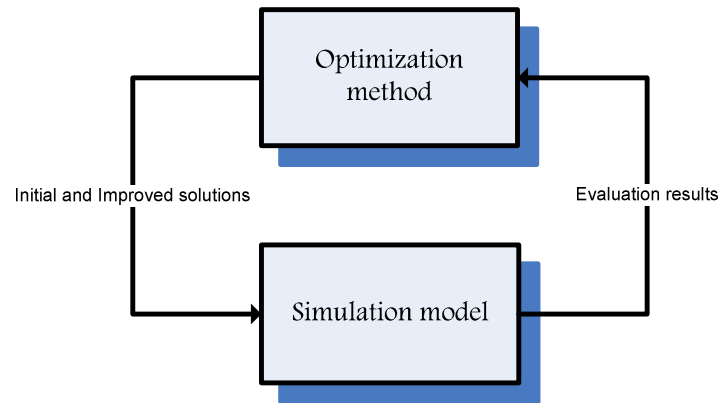 Optimization
method
Initial and Improved solutions
Evaluation results
Simulation model